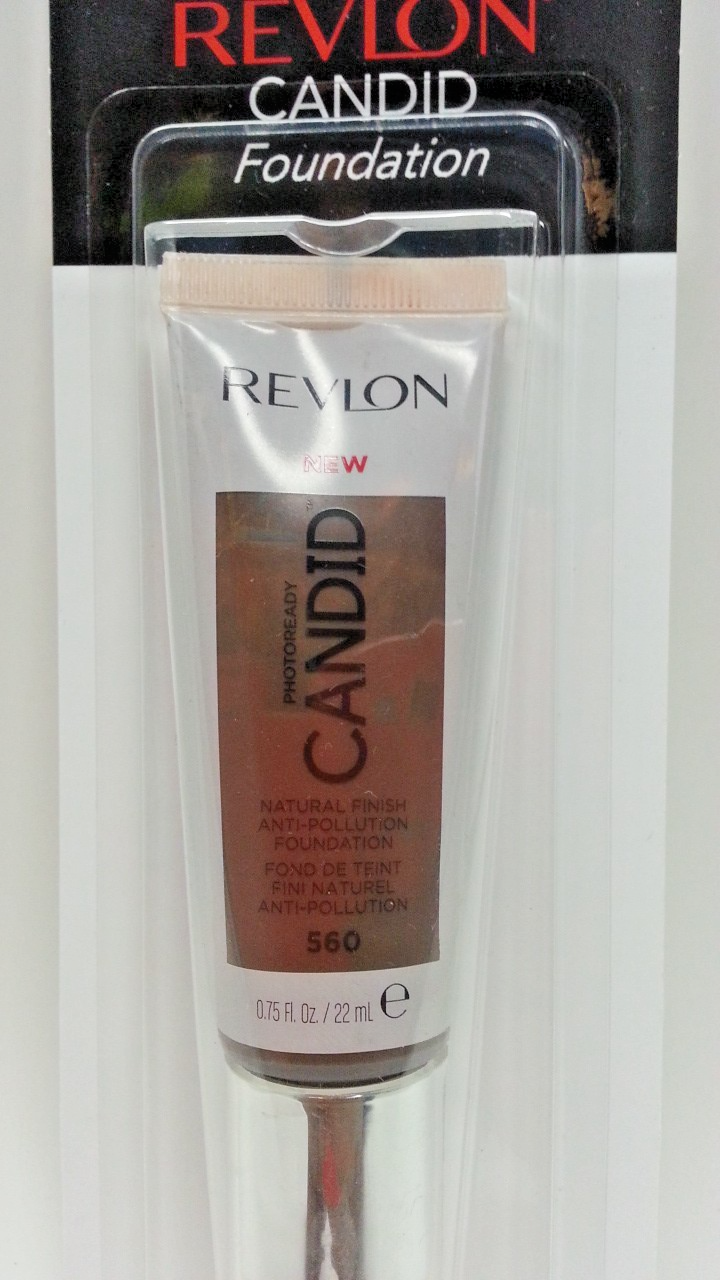 REVLON
CANDID
Foundation
REVLON
NEW
PHOTOREADY
CANDID™
NATURAL FINISH
ANTI-POLLUTION
FOUNDATION
FOND DE TEINT
FINI NATUREL
ANTI-POLLUTION
560
0.75 Fl. Oz. / 22 mL e